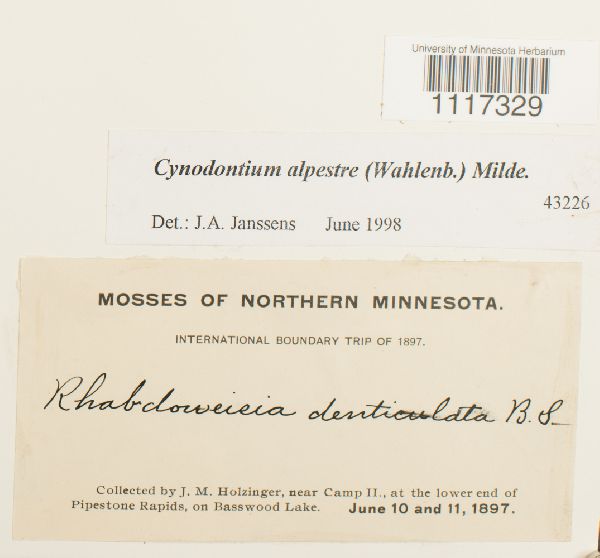 University of Minnesota Herbarium
1117329
Cynodontium alpestre (Wahlenb.) Milde.
43226
Det.: J.A. Janssens June 1998
MOSSES OF NORTHERN MINNESOTA.
INTERNATIONAL BOUNDARY TRIP OF 1897.
Rhabdoweisia denticulata B. S.
Collected by J. M. Holzinger, near Camp II., at the lower end of
Pipestone Rapids, on Basswood Lake. June 10 and 11, 1897.